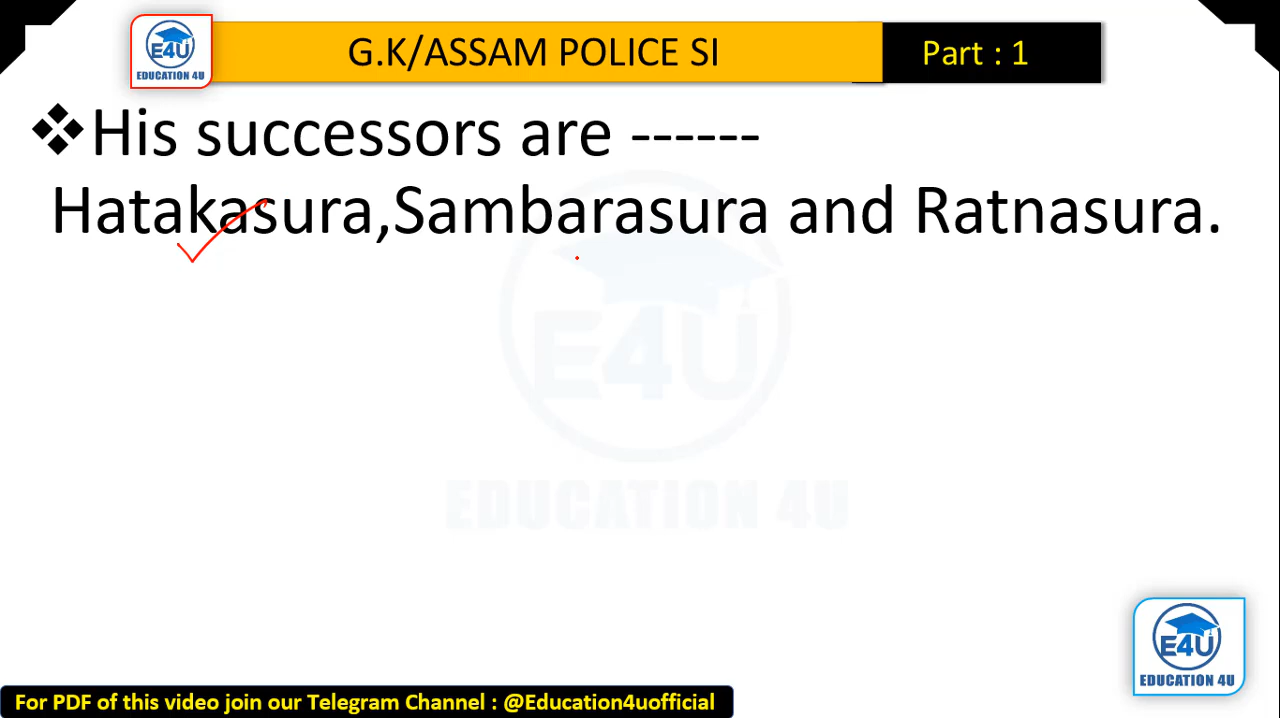 E4U
EDUCATION 4U
G.K/ASSAM POLICE SI
Part : 1
❖His successors are ------
Hatakasura,Sambarasura and Ratnasura.
E4U
EDUCATION 4U
E4U
EDUCATION 4U
For PDF of this video join our Telegram Channel : @Education4uofficial